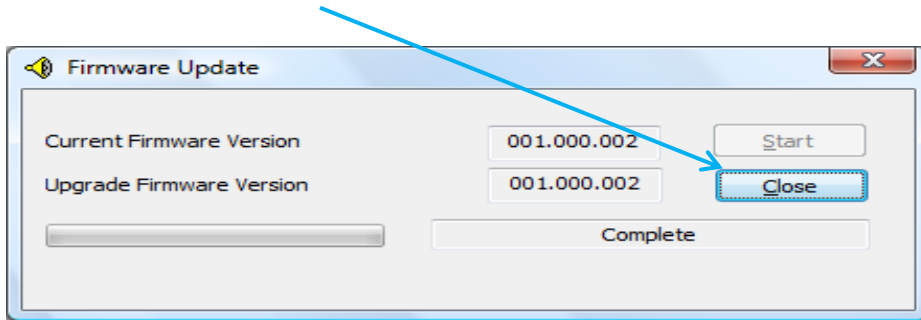 Firmware Update
Current Firmware Version 001.000.002 Start
Upgrade Firmware Version 001.000.002 Close
Complete